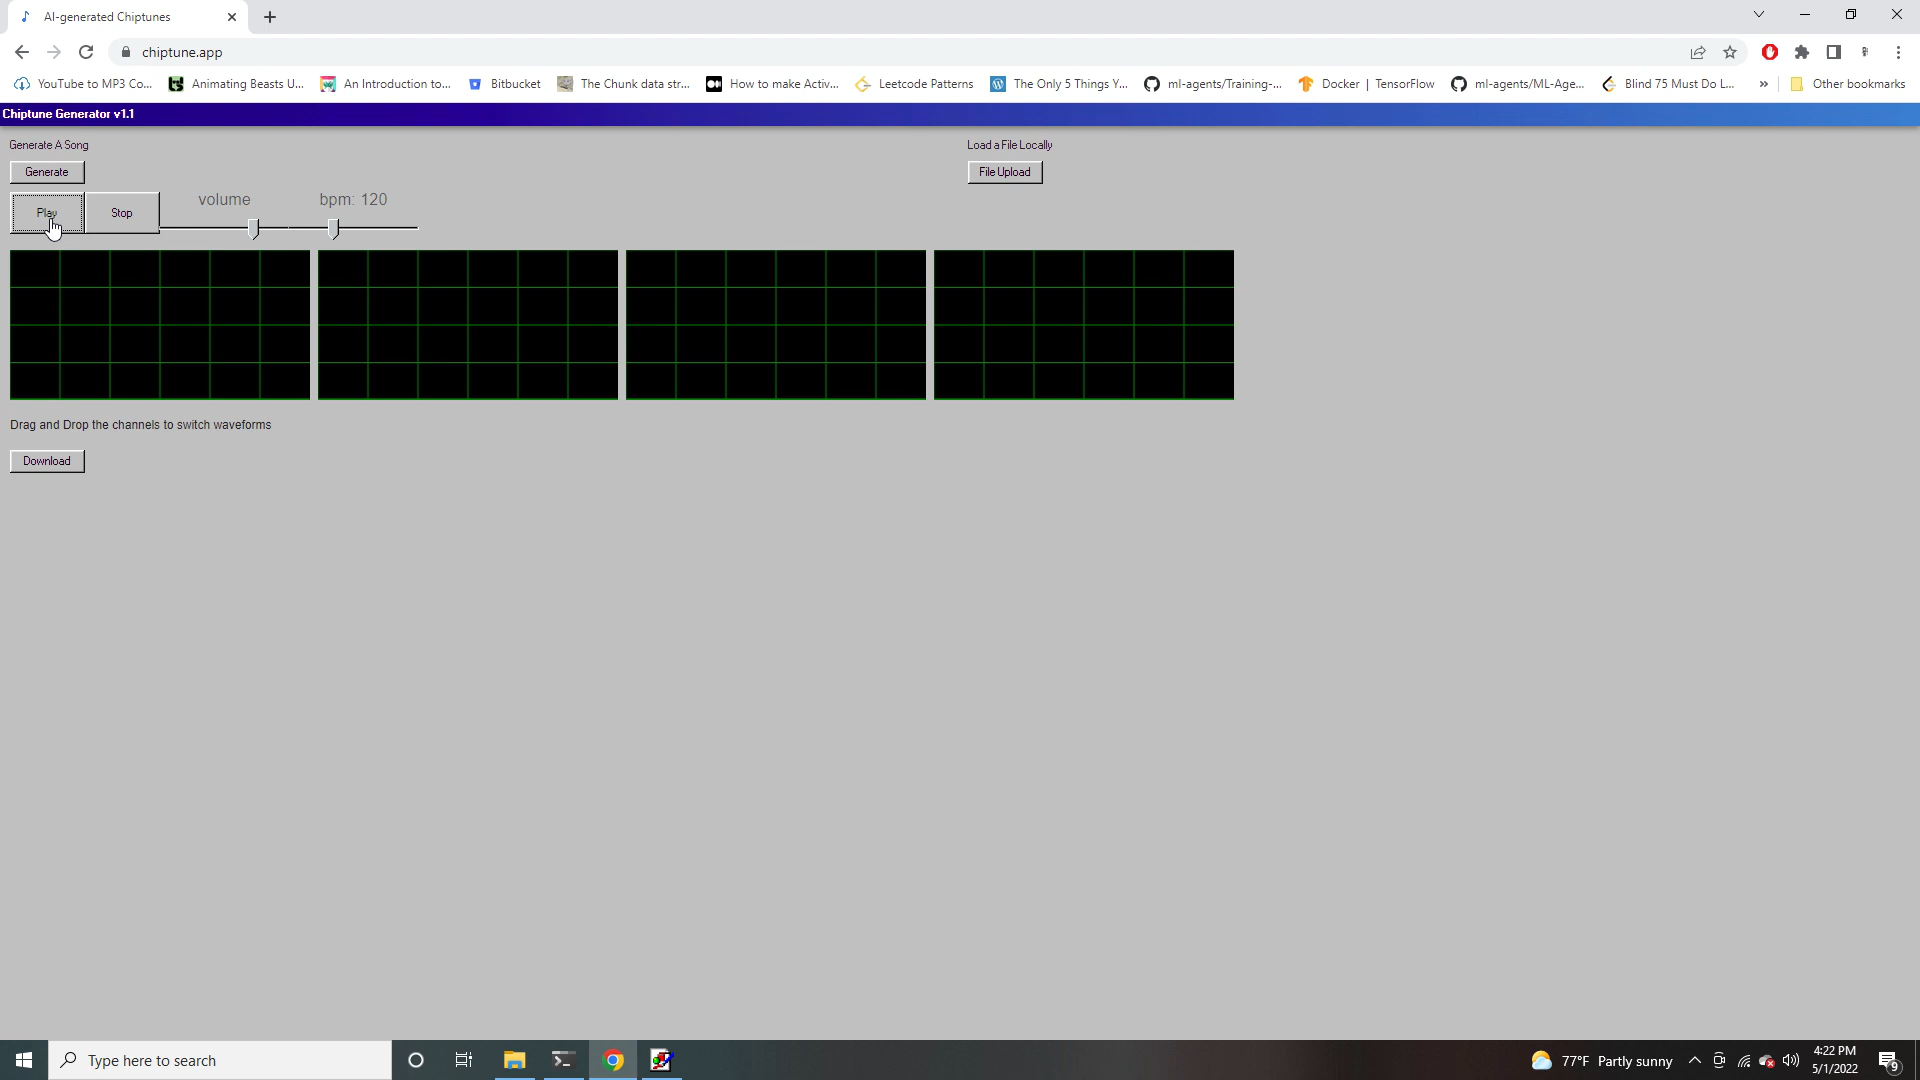 AI-generated Chiptunes
chiptune.app
YouTube to MP3 Co... Animating Beasts U... An Introduction to... Bitbucket The Chunk data str... How to make Activ... Leetcode Patterns The Only 5 Things Y... ml-agents/Training-... Docker | TensorFlow ml-agents/ML-Age... Blind 75 Must Do L... » Other bookmarks
Chiptune Generator v1.1
Generate A Song Load a File Locally
Generate File Upload
Play Stop volume bpm: 120
Drag and Drop the channels to switch waveforms
Download
Type here to search 77°F Partly sunny 4:22 PM
5/1/2022 9